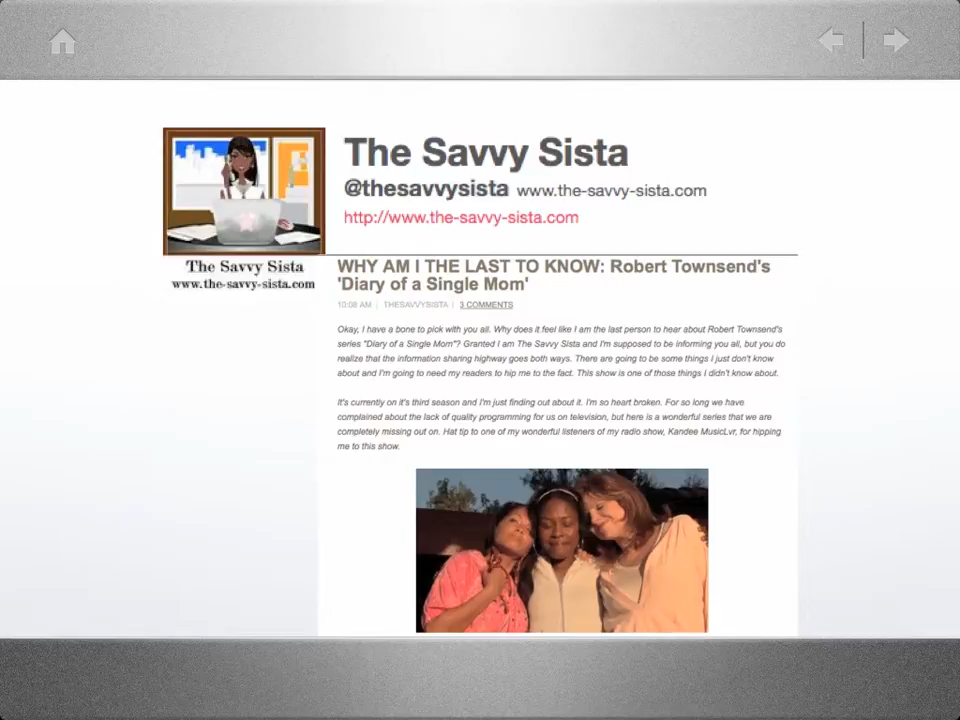 The Savvy Sista
@thesavvysista www.the-savvy-sista.com
http://www.the-savvy-sista.com
The Savvy Sista
www.the-savvy-sista.com
WHY AM I THE LAST TO KNOW: Robert Townsend's
'Diary of a Single Mom'
10:08 AM | THESAVVYSISTA | 3 COMMENTS
Okay, I have a bone to pick with you all. Why does it feel like I am the last person to hear about Robert Townsend's
series "Diary of a Single Mom"? Granted I am The Savvy Sista and I'm supposed to be informing you all, but you do
realize that the information sharing highway goes both ways. There are going to be some things I just don't know
about and I'm going to need my readers to hip me to the fact. This show is one of those things I didn't know about.
It's currently on it's third season and I'm just finding out about it. I'm so heart broken. For so long we have
complained about the lack of quality programming for us on television, but here is a wonderful series that we are
completely missing out on. Hat tip to one of my wonderful listeners of my radio show, Kandee MusicLvr, for hipping
me to this show.